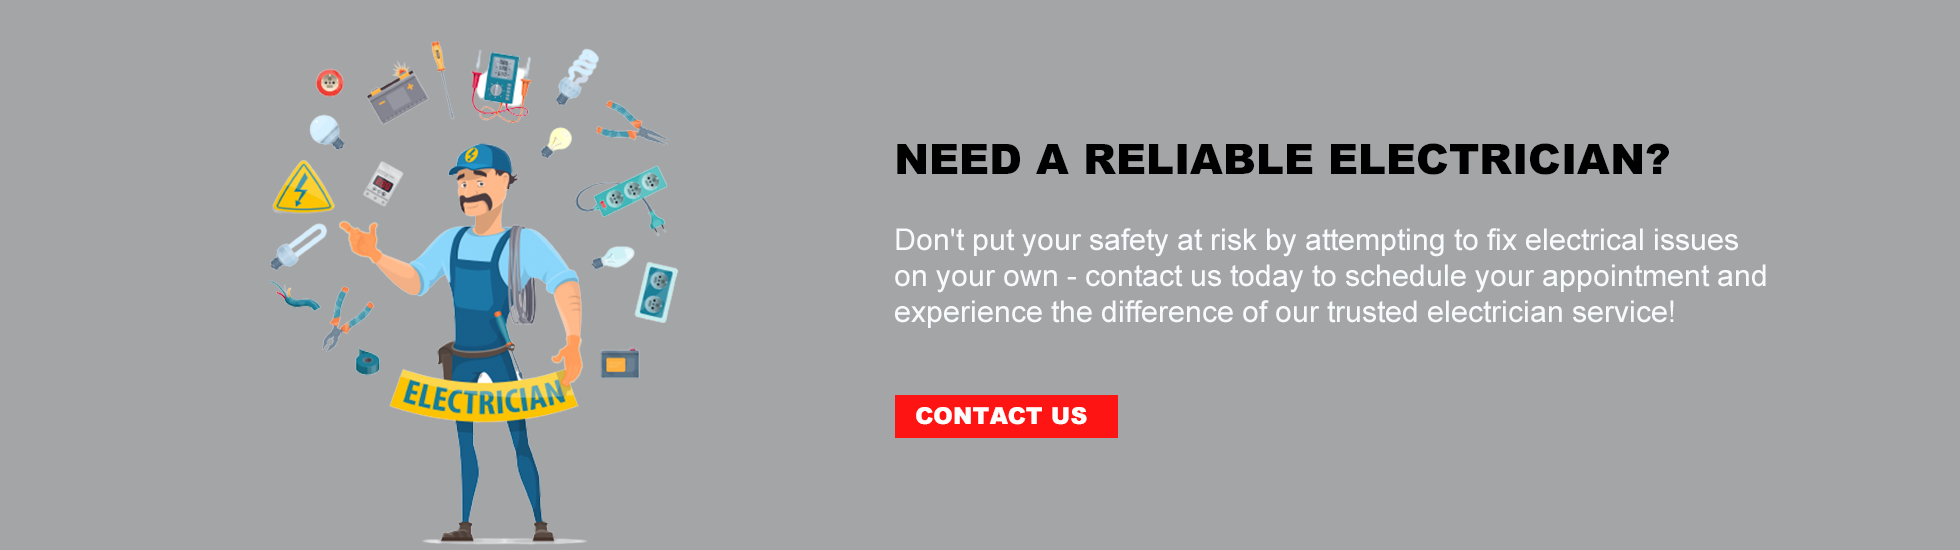 NEED A RELIABLE ELECTRICIAN?
Don't put your safety at risk by attempting to fix electrical issues
on your own - contact us today to schedule your appointment and
experience the difference of our trusted electrician service!
CONTACT US
ELECTRICIAN